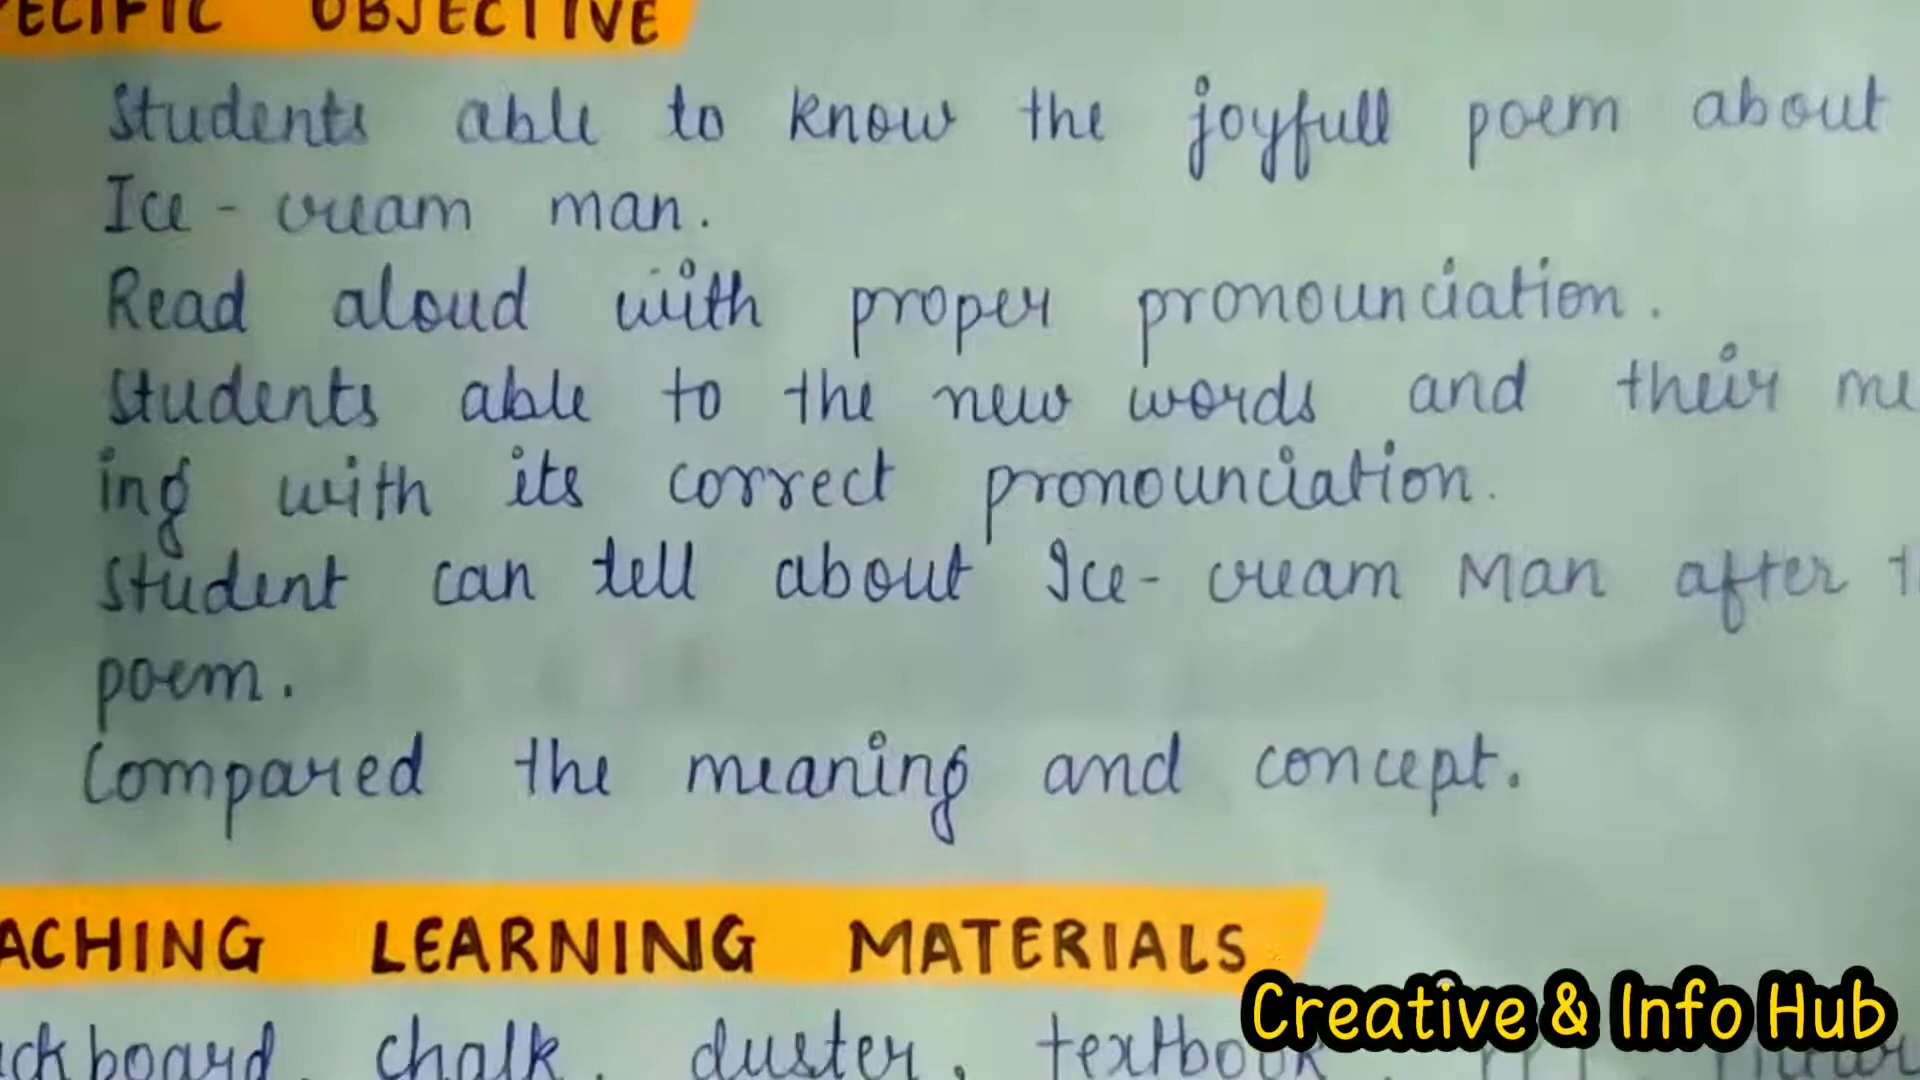 ECIFIC OBJECTIVE
Students able to know the joyfull poem about
Ice - cream man.
Read aloud with proper pronounciation.
Students able to the new words and their me
ing with its correct pronounciation.
Student can tell about Ice- cream Man after
poem.
Compared the meaning and concept.
ACHING LEARNING MATERIALS
ckboard, chalk, duster, textbook,
Creative & Info Hub